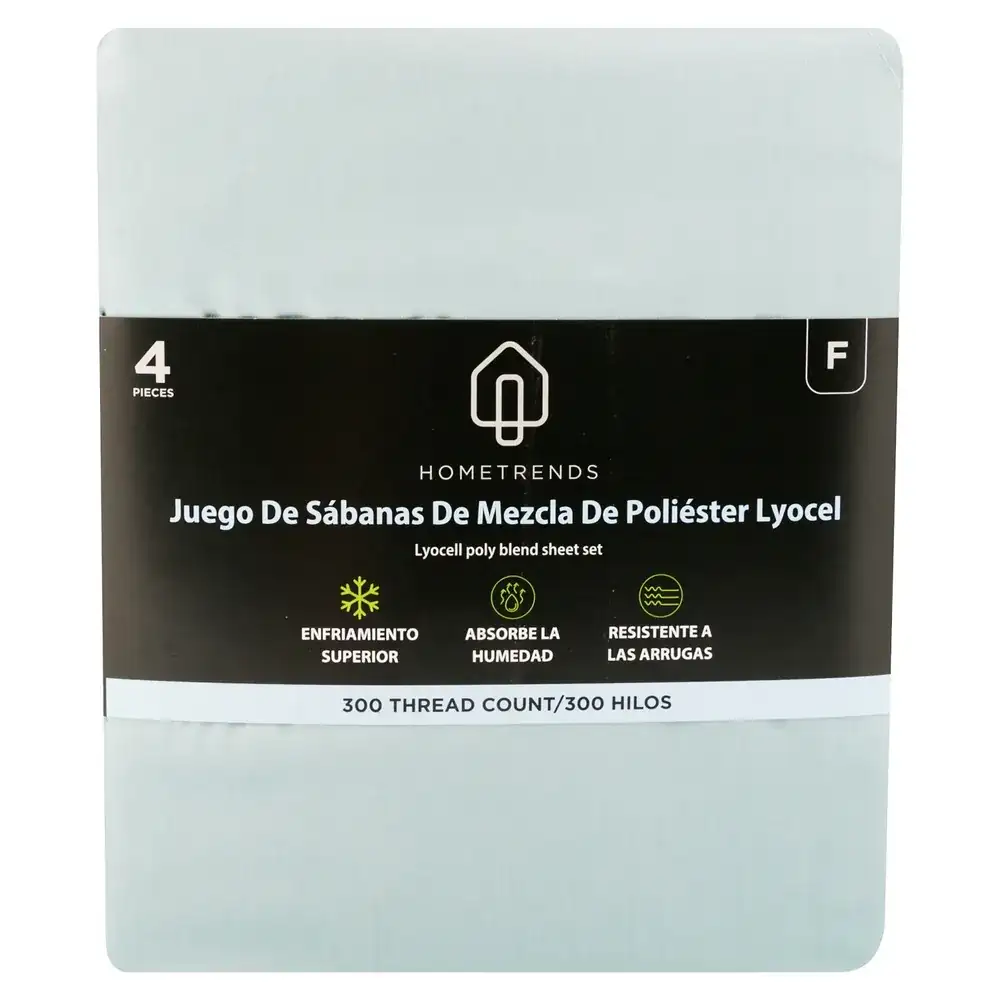 4
PIECES
F
HOMETRENDS
Juego De Sábanas De Mezcla De Poliéster Lyocel
Lyocell poly blend sheet set
ENFRIAMIENTO
SUPERIOR
ABSORBE LA
HUMEDAD
RESISTENTE A
LAS ARRUGAS
300 THREAD COUNT/300 HILOS